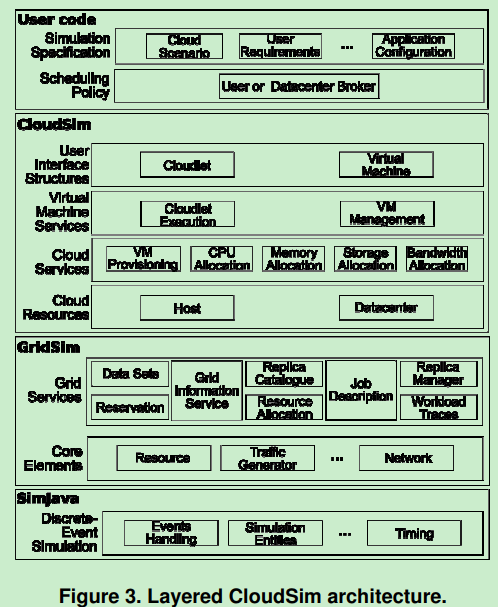 User code
Simulation
Specification
Cloud
Scenario
User
Requirements
...
Application
Configuration
Scheduling
Policy
User or Datacenter Broker
CloudSim
User
Interface
Structures
Cloudlet
Virtual
Machine
Virtual
Machine
Services
Cloudlet
Execution
VM
Management
Cloud
Services
VM
Provisioning
CPU
Allocation
Memory
Allocation
Storage
Allocation
Bandwidth
Allocation
Cloud
Resources
Host
Datacenter
GridSim
Grid
Services
Data Sets
Reservation
Grid
Information
Service
Replica
Catalogue
Resource
Allocation
Job
Description
Replica
Manager
Workload
Traces
Core
Elements
Resource
Traffic
Generator
...
Network
SimJava
Discrete-
Event
Simulation
Events
Handling
Simulation
Entities
...
Timing
Figure 3. Layered CloudSim architecture.